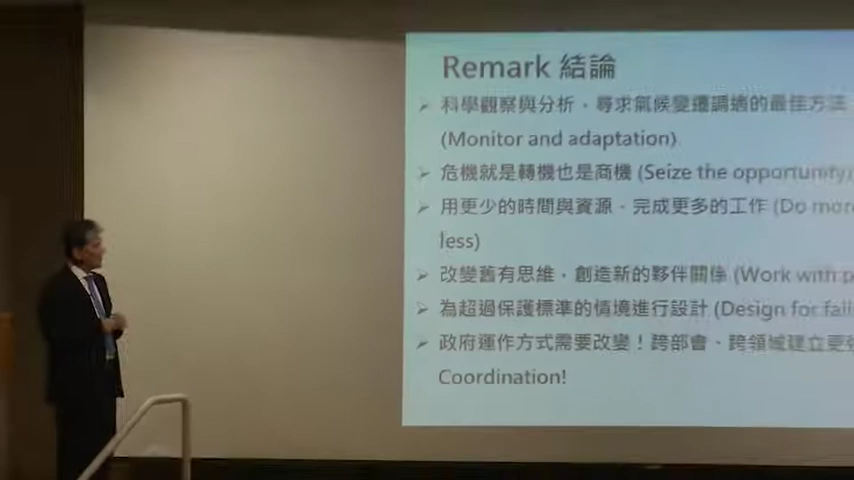 Remark 結論
➢ 科學觀察與分析，尋求氣候變遷調適的最佳方法
(Monitor and adaptation)
➢ 危機就是轉機也是商機 (Seize the opportunity)
➢ 用更少的時間與資源，完成更多的工作 (Do more
less)
➢ 改變舊有思維，創造新的夥伴關係 (Work with
➢ 為超過保護標準的情境進行設計 (Design for
➢ 政府運作方式需要改變！跨部會、跨領域建立更
Coordination!